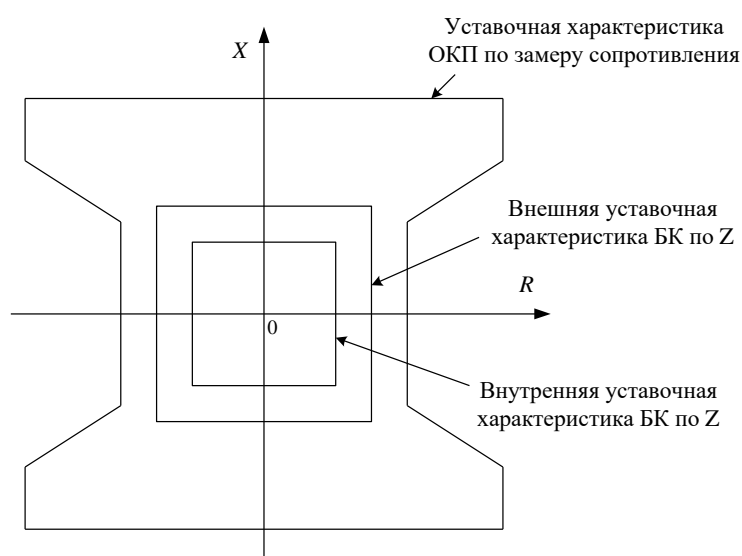 Уставочная характеристика
ОКП по замеру сопротивления
X
Внешняя уставочная
характеристика БК по Z
R
0
Внутренняя уставочная
характеристика БК по Z